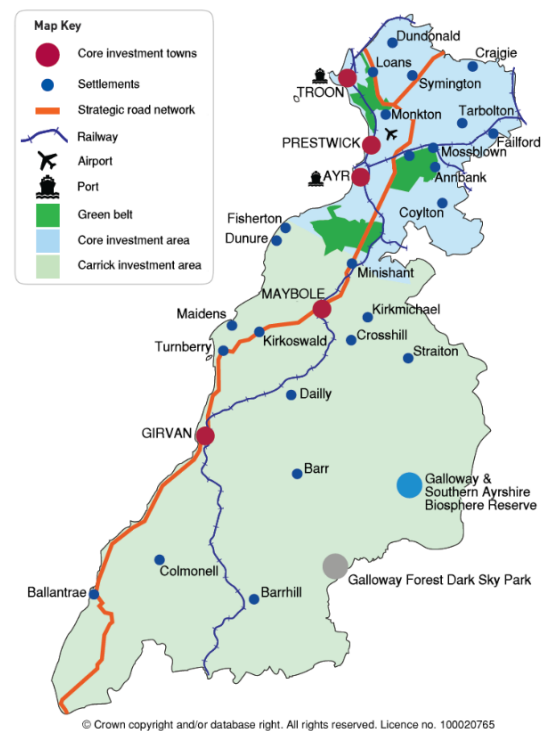 Map Key
Core investment towns
Settlements
Strategic road network
Railway
Airport
Port
Green belt
Core investment area
Carrick investment area
Dundonald
Craigie
Loans
Symington
TROON
Monkton
Tarbolton
PRESTWICK
Failford
Mossblown
AYR
Annbank
Coylton
Fisherton
Dunure
Minishant
MAYBOLE
Maidens
Kirkmichael
Turnberry
Kirkoswald
Crosshill
Straiton
Dailly
GIRVAN
Barr
Galloway &
Southern Ayrshire
Biosphere Reserve
Colmonell
Galloway Forest Dark Sky Park
Ballantrae
Barrhill
© Crown copyright and/or database right. All rights reserved. Licence no. 100020765